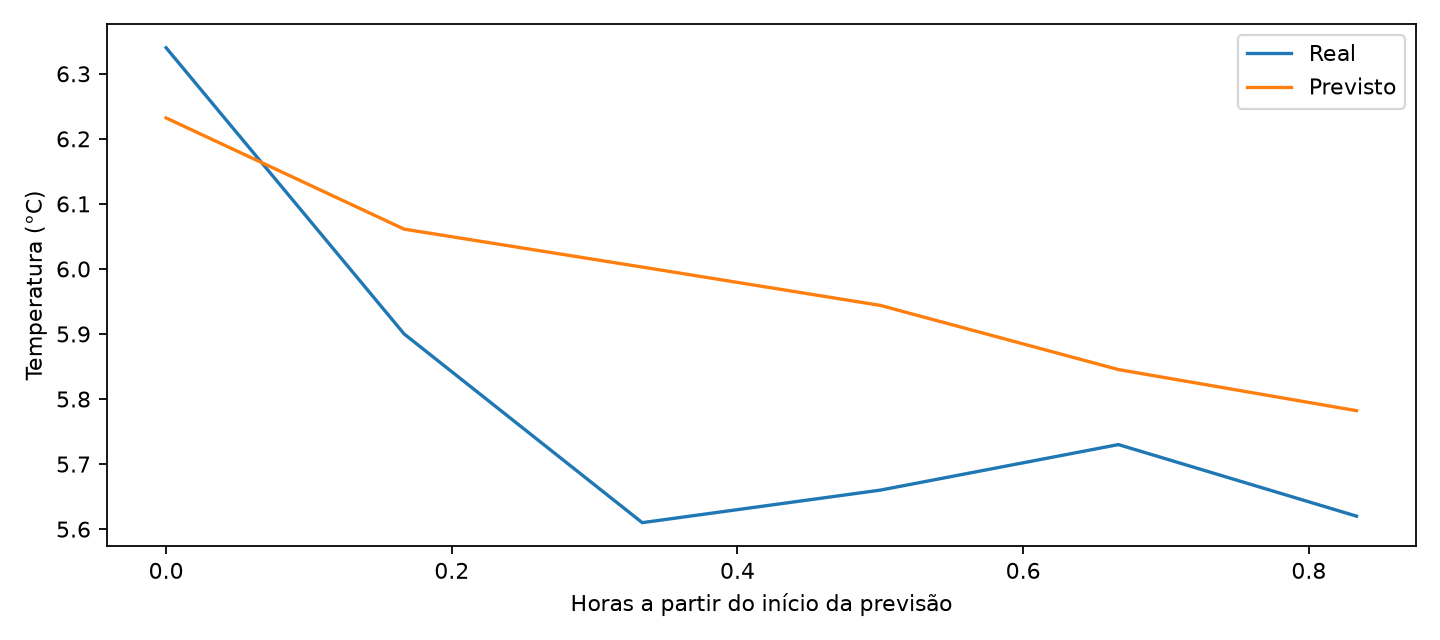 Real
Previsto
Temperatura (°C)
6.3
6.2
6.1
6.0
5.9
5.8
5.7
5.6
0.0 0.2 0.4 0.6 0.8
Horas a partir do início da previsão